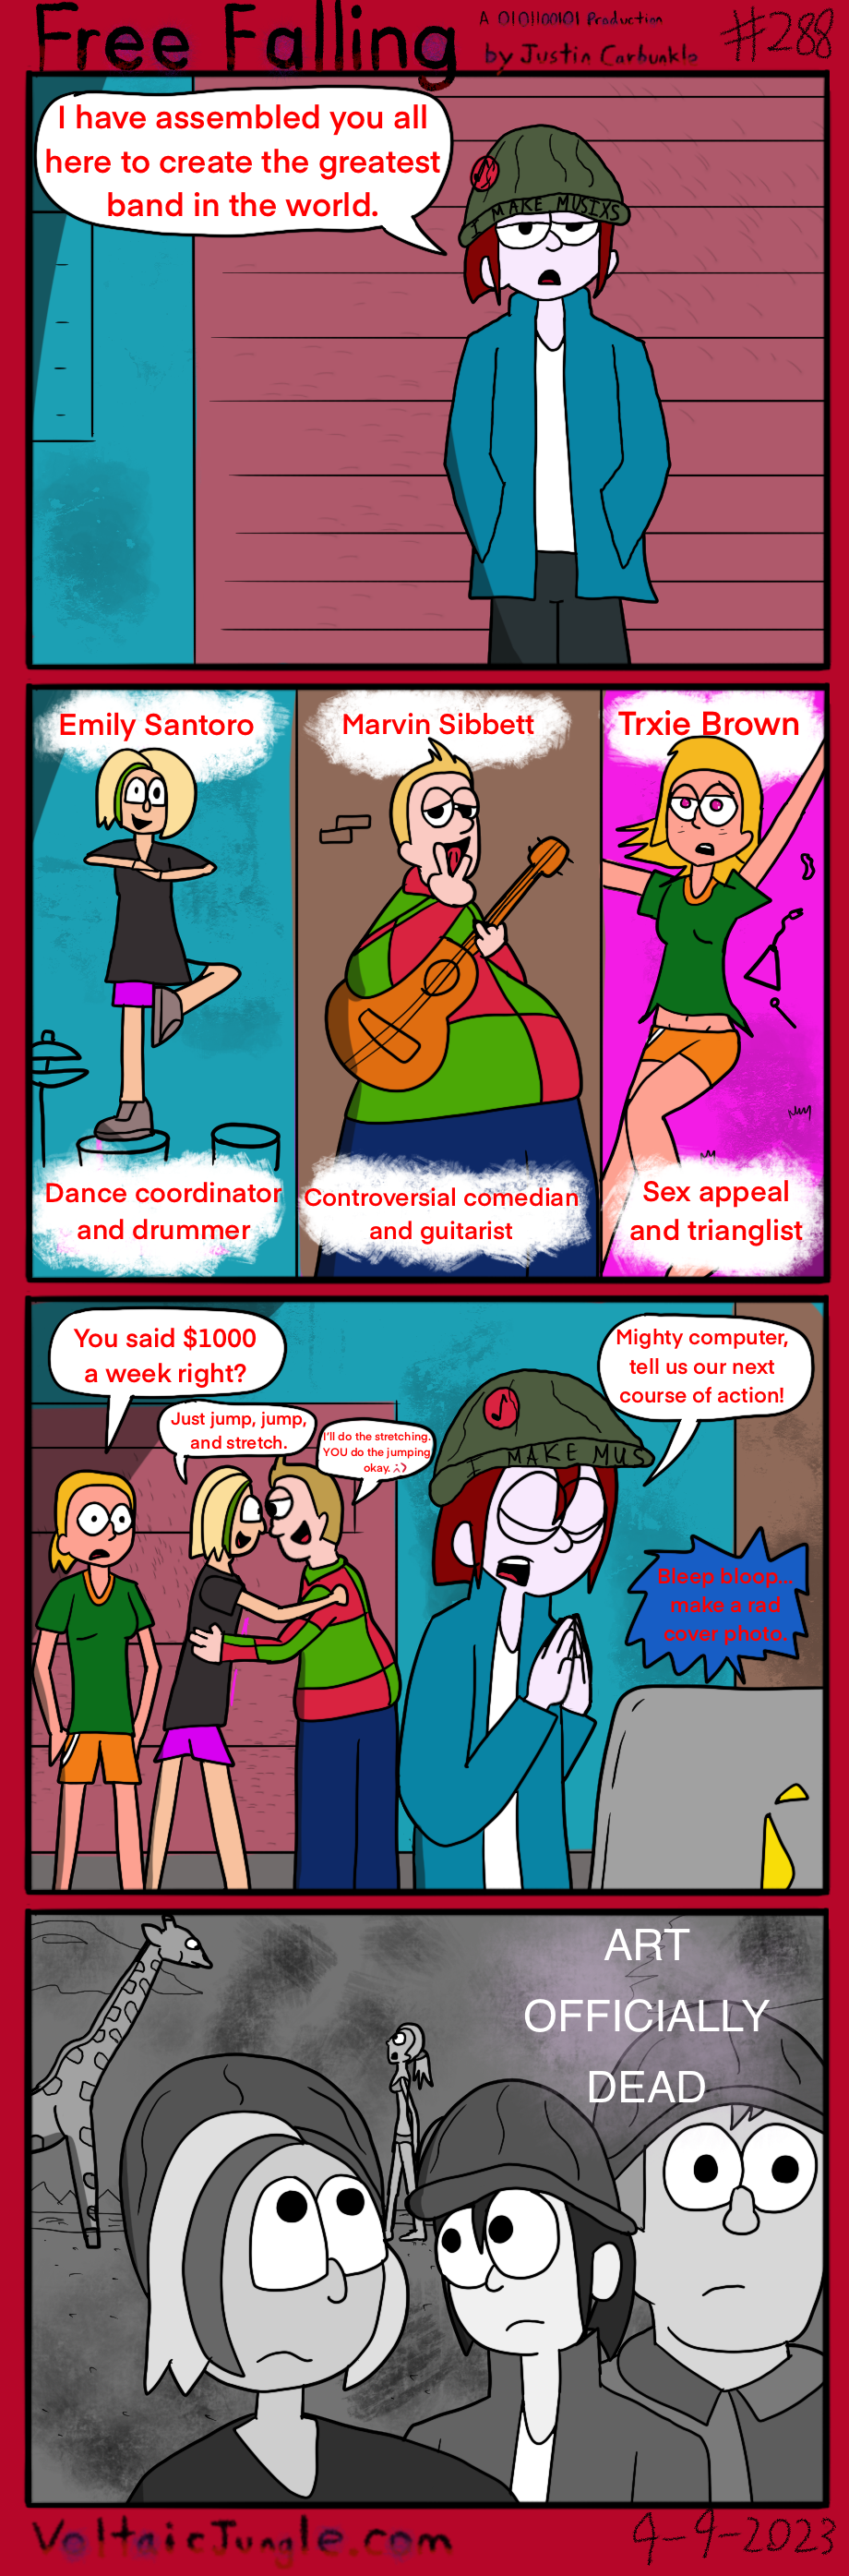 Free Falling
A 0101100101 Production
by Justin Carbunkle
#288
I have assembled you all
here to create the greatest
band in the world.
I MAKE MUSIXS
Emily Santoro
Dance coordinator
and drummer
Marvin Sibbett
Controversial comedian
and guitarist
Trxie Brown
Sex appeal
and trianglist
You said $1000
a week right?
Just jump, jump,
and stretch.
I'll do the stretching.
YOU do the jumping
okay. ;-)
Mighty computer,
tell us our next
course of action!
I MAKE MUS
Bleep bloop...
make a rad
cover photo.
ART
OFFICIALLY
DEAD
VoltaicJungle.com
9-9-2023